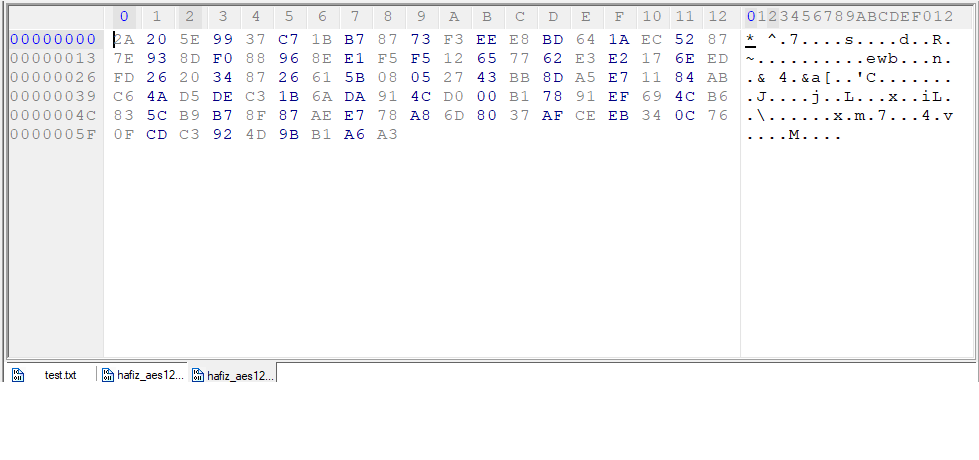 0 1 2 3 4 5 6 7 8 9 A B C D E F 10 11 12 0123456789ABCDEF012
00000000 2A 20 5E 99 37 C7 1B B7 87 73 F3 EE E8 BD 64 1A EC 52 87 * ^.7....s....d..R.
00000013 7E 93 8D F0 88 96 8E E1 F5 F5 12 65 77 62 E3 E2 17 6E ED ~..........ewb...n.
00000026 FD 26 20 34 87 26 61 5B 08 05 27 43 BB 8D A5 E7 11 84 AB .& 4.&a[..'C.......
00000039 C6 4A D5 DE C3 1B 6A DA 91 4C D0 00 B1 78 91 EF 69 4C B6 .J....j..L...x..iL.
0000004C 83 5C B9 B7 8F 87 AE E7 78 A8 6D 80 37 AF CE EB 34 0C 76 .\......x.m.7...4.v
0000005F 0F CD C3 92 4D 9B B1 A6 A3 ....M....
test.txt hafiz_aes12... hafiz_aes12...